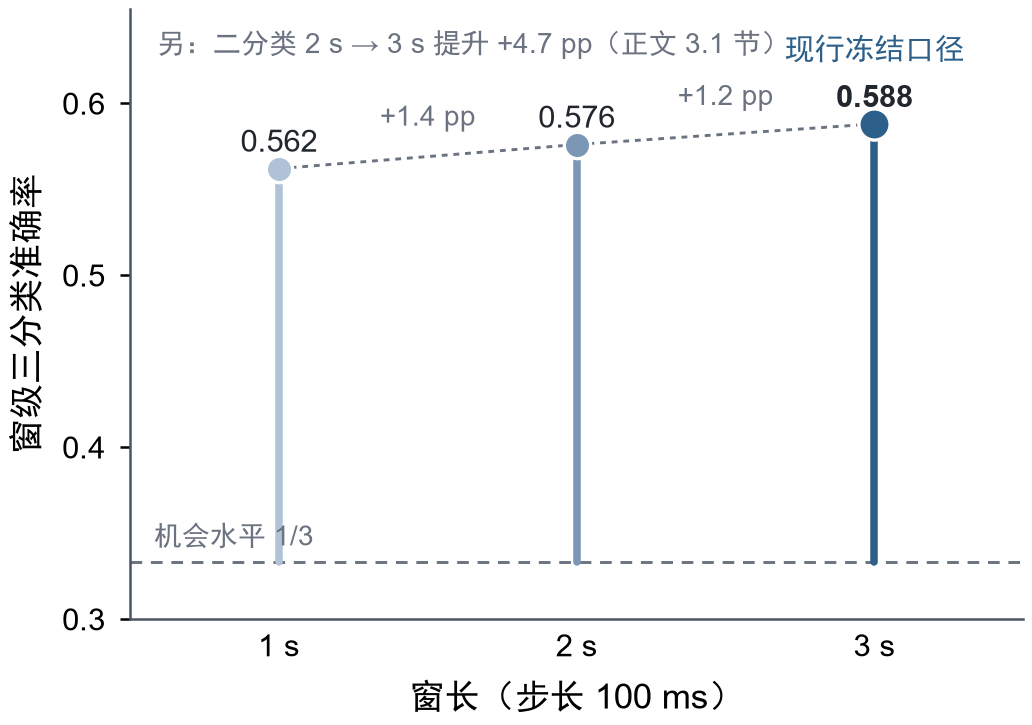 另：二分类 2 s → 3 s 提升 +4.7 pp（正文 3.1 节）
现行冻结口径
0.562
+1.4 pp
0.576
+1.2 pp
0.588
窗级三分类准确率
0.6
0.5
0.4
0.3
机会水平 1/3
1 s
2 s
3 s
窗长（步长 100 ms）